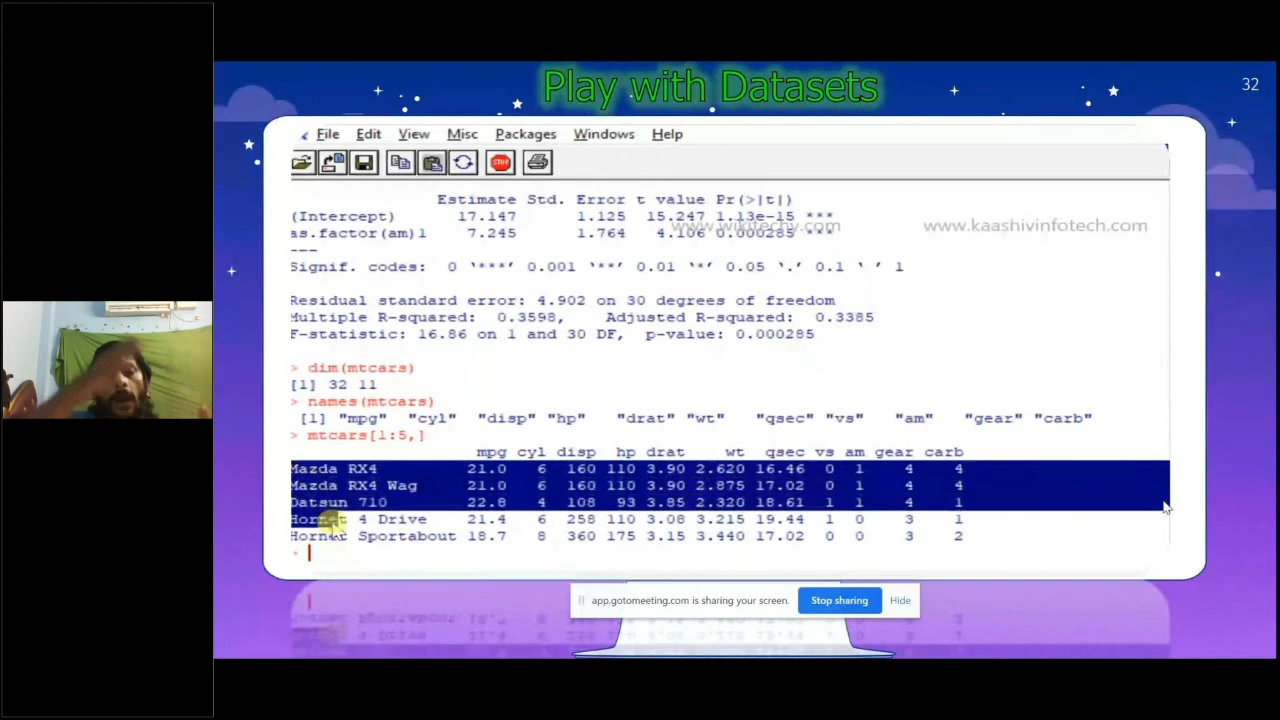 Play with Datasets
32
File Edit View Misc Packages Windows Help
STOP
Estimate Std. Error t value Pr(>|t|)
(Intercept) 17.147 1.125 15.247 1.13e-15 ***
www.wikitechy.com
www.kaashivinfotech.com
as.factor(am)1 7.245 1.764 4.106 0.000285 ***
---
Signif. codes: 0 ‘***’ 0.001 ‘**’ 0.01 ‘*’ 0.05 ‘.’ 0.1 ‘ ’ 1
Residual standard error: 4.902 on 30 degrees of freedom
Multiple R-squared: 0.3598, Adjusted R-squared: 0.3385
F-statistic: 16.86 on 1 and 30 DF, p-value: 0.000285
> dim(mtcars)
[1] 32 11
> names(mtcars)
[1] "mpg" "cyl" "disp" "hp" "drat" "wt" "qsec" "vs" "am" "gear" "carb"
> mtcars[1:5,]
mpg cyl disp hp drat wt qsec vs am gear carb
Mazda RX4 21.0 6 160 110 3.90 2.620 16.46 0 1 4 4
Mazda RX4 Wag 21.0 6 160 110 3.90 2.875 17.02 0 1 4 4
Datsun 710 22.8 4 108 93 3.85 2.320 18.61 1 1 4 1
Hornet 4 Drive 21.4 6 258 110 3.08 3.215 19.44 1 0 3 1
Hornet Sportabout 18.7 8 360 175 3.15 3.440 17.02 0 0 3 2
app.gotomeeting.com is sharing your screen. Stop sharing Hide